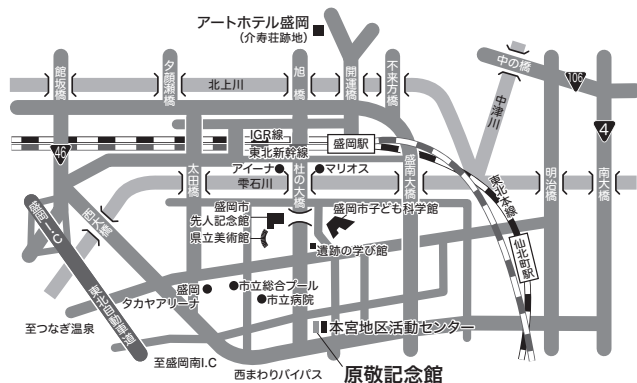 アートホテル盛岡
(介寿荘跡地)
館坂橋
夕顔瀬橋
旭橋
開運橋
不来方橋
中の橋
106
4
北上川
中津川
IGR線
東北新幹線
盛岡駅
46
アイーナ
マリオス
雫石川
太田橋
杜の大橋
盛南大橋
東北本線
明治橋
南大橋
盛岡I.C
西大橋
盛岡市
先人記念館
県立美術館
盛岡市子ども科学館
遺跡の学び館
仙北町駅
東北自動車道
盛岡
タカヤアリーナ
市立総合プール
市立病院
至つなぎ温泉
至盛岡南I.C
西まわりバイパス
本宮地区活動センター
原敬記念館